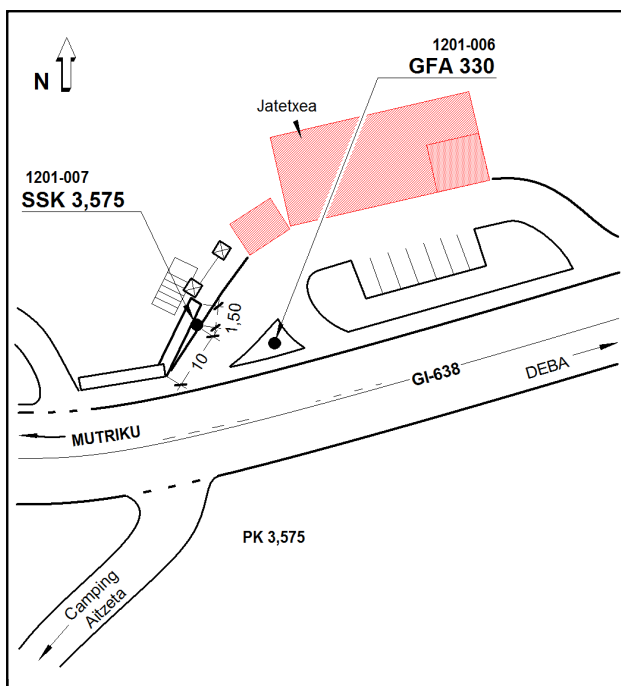 1201-006
GFA 330
N
Jatetxea
1201-007
SSK 3,575
1,50
10
GI-638
DEBA
MUTRIKU
PK 3,575
Camping
Aitzeta